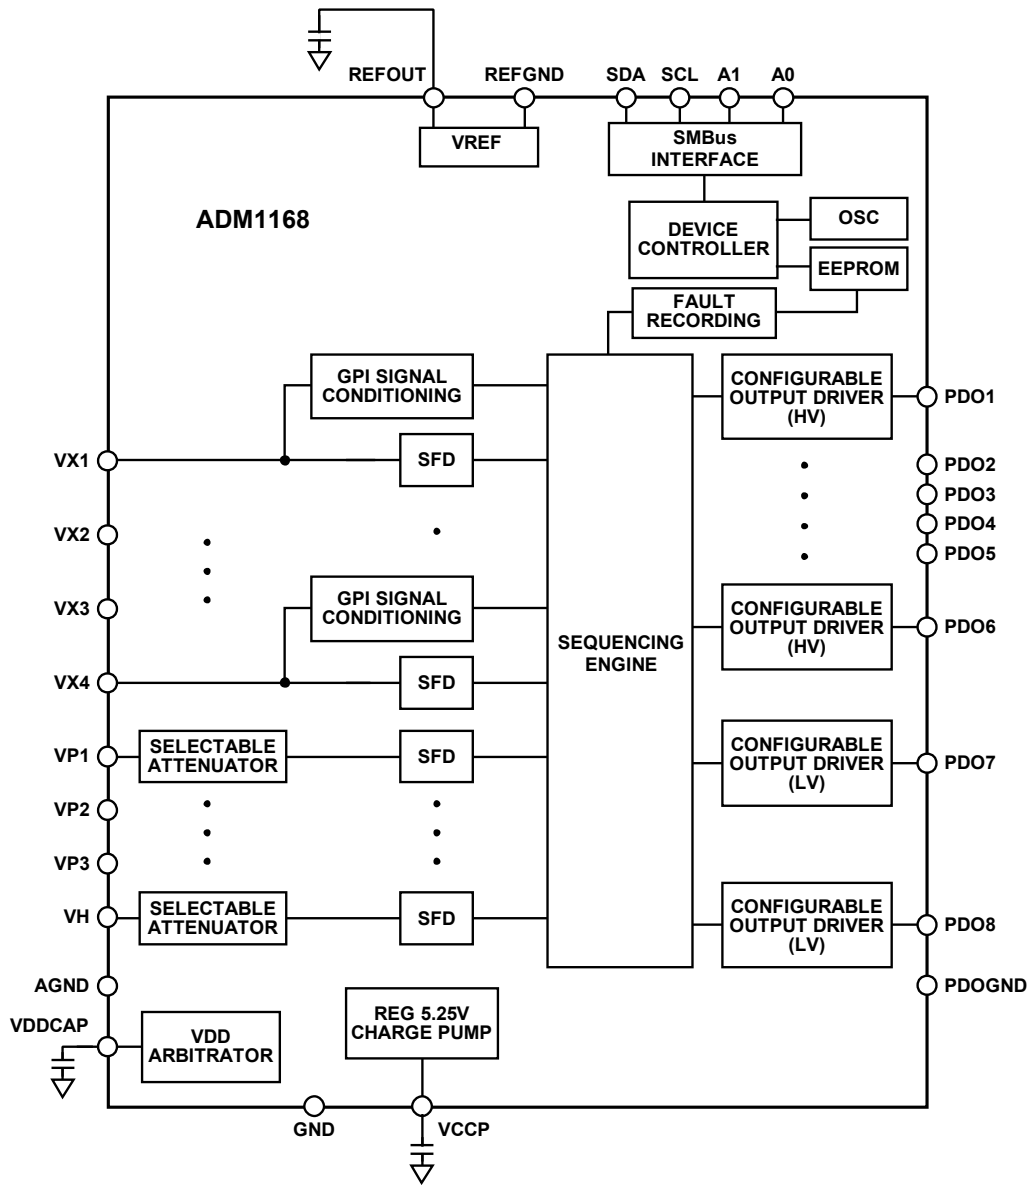 REFOUT
REFGND
SDA
SCL
A1
A0
VREF
SMBus
INTERFACE
ADM1168
DEVICE
CONTROLLER
OSC
EEPROM
FAULT
RECORDING
GPI SIGNAL
CONDITIONING
CONFIGURABLE
OUTPUT DRIVER
(HV)
PDO1
VX1
SFD
PDO2
PDO3
PDO4
PDO5
VX2
VX3
GPI SIGNAL
CONDITIONING
CONFIGURABLE
OUTPUT DRIVER
(HV)
PDO6
SEQUENCING
ENGINE
VX4
SFD
VP1
SELECTABLE
ATTENUATOR
SFD
CONFIGURABLE
OUTPUT DRIVER
(LV)
PDO7
VP2
VP3
VH
SELECTABLE
ATTENUATOR
SFD
CONFIGURABLE
OUTPUT DRIVER
(LV)
PDO8
AGND
PDOGND
VDDCAP
VDD
ARBITRATOR
REG 5.25V
CHARGE PUMP
GND
VCCP